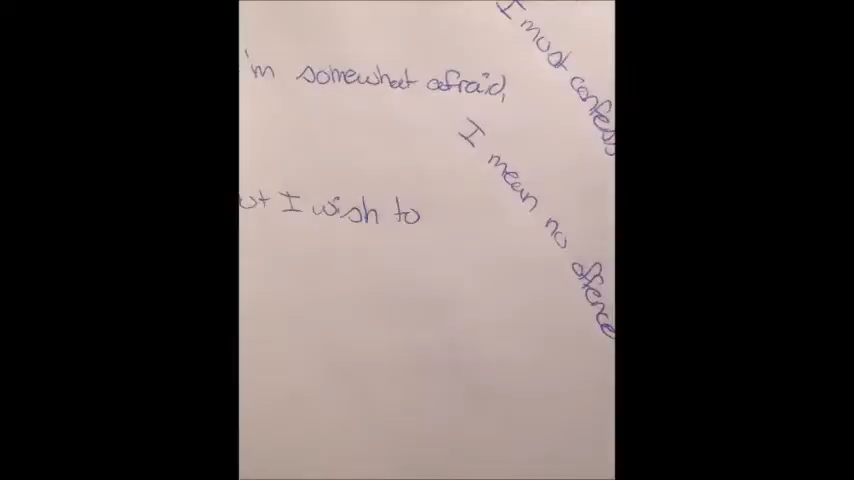 'm somewhat afraid,
I must confess
ut I wish to
I mean no offence